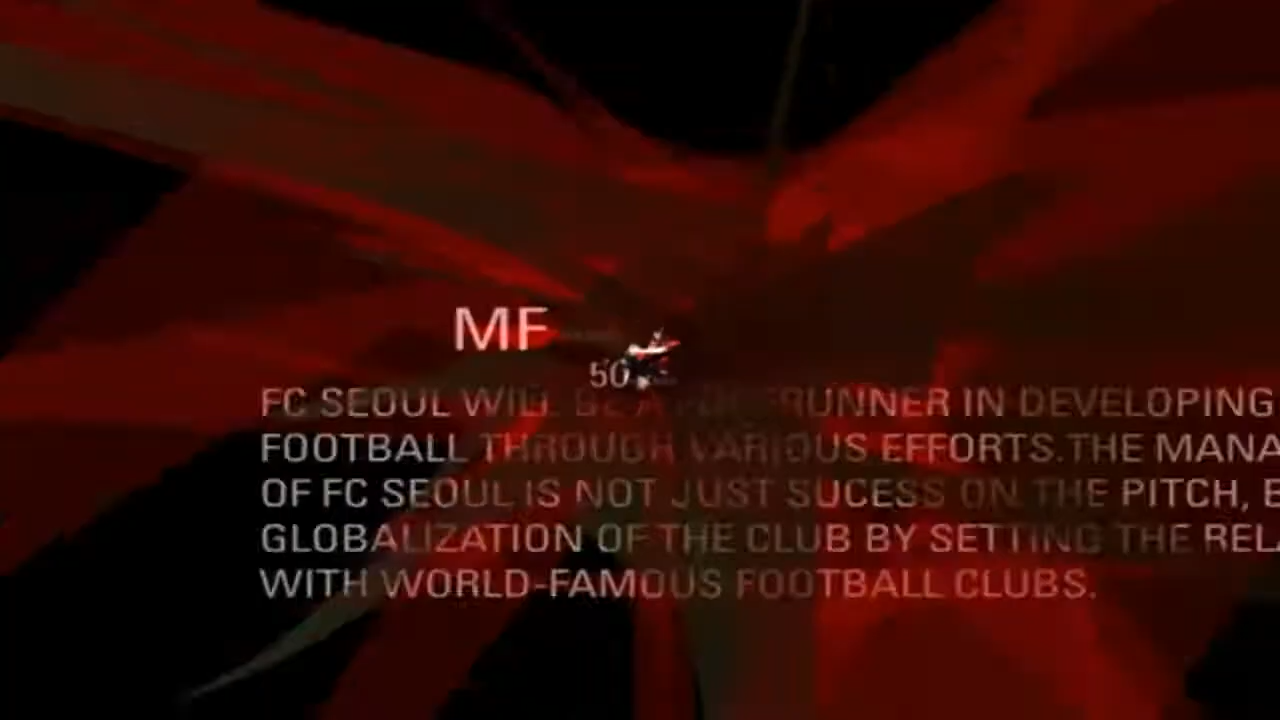 MF
50
FC SEOUL WILL BE A FORERUNNER IN DEVELOPING
FOOTBALL THROUGH VARIOUS EFFORTS.THE MANA
OF FC SEOUL IS NOT JUST SUCESS ON THE PITCH, B
GLOBALIZATION OF THE CLUB BY SETTING THE REL
WITH WORLD-FAMOUS FOOTBALL CLUBS.